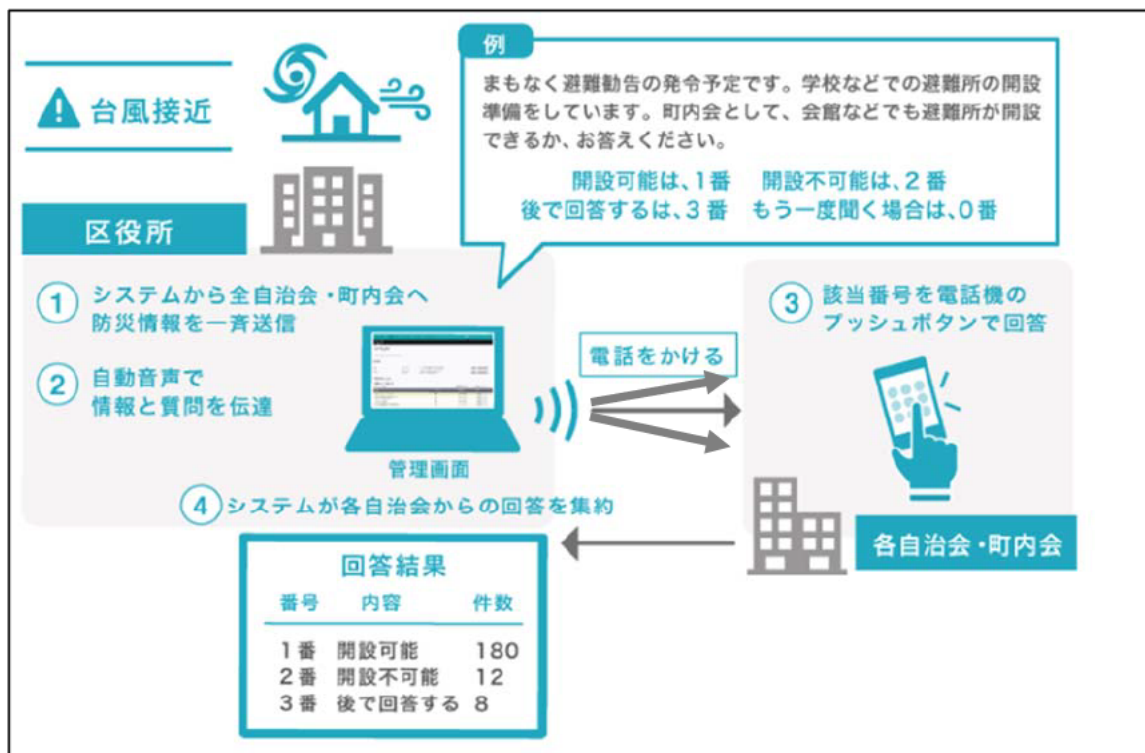 台風接近
例
まもなく避難勧告の発令予定です。学校などでの避難所の開設
準備をしています。町内会として、会館などでも避難所が開設
できるか、お答えください。
開設可能は、1番　開設不可能は、2番
後で回答するは、3番　もう一度聞く場合は、0番
区役所
① システムから全自治会・町内会へ
防災情報を一斉送信
② 自動音声で
情報と質問を伝達
管理画面
電話をかける
③ 該当番号を電話機の
プッシュボタンで回答
各自治会・町内会
④ システムが各自治会からの回答を集約
回答結果
番号　内容　件数
1番　開設可能　180
2番　開設不可能　12
3番　後で回答する　8